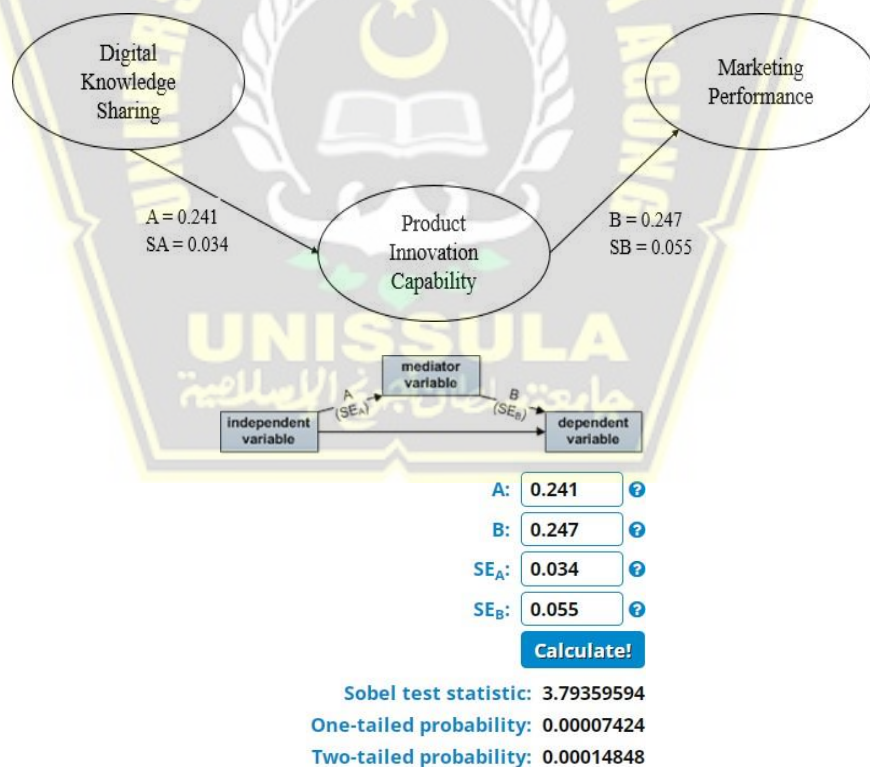 Digital
Knowledge
Sharing
Marketing
Performance
A = 0.241
SA = 0.034
Product
Innovation
Capability
B = 0.247
SB = 0.055
UNISSULA
mediator
variable
A
(SEA)
B
(SEB)
independent
variable
dependent
variable
A: 0.241
B: 0.247
SEA: 0.034
SEB: 0.055
Calculate!
Sobel test statistic: 3.79359594
One-tailed probability: 0.00007424
Two-tailed probability: 0.00014848